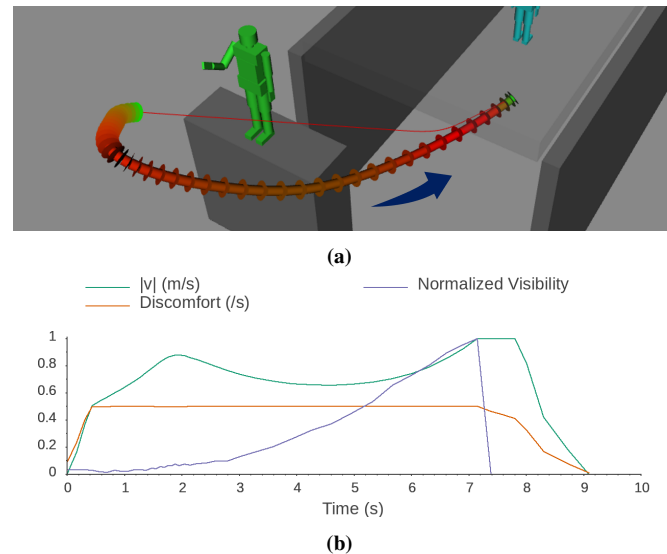 (a)
|v| (m/s) Normalized Visibility
Discomfort (/s)
1
0.8
0.6
0.4
0.2
0
0 1 2 3 4 5 6 7 8 9 10
Time (s)
(b)